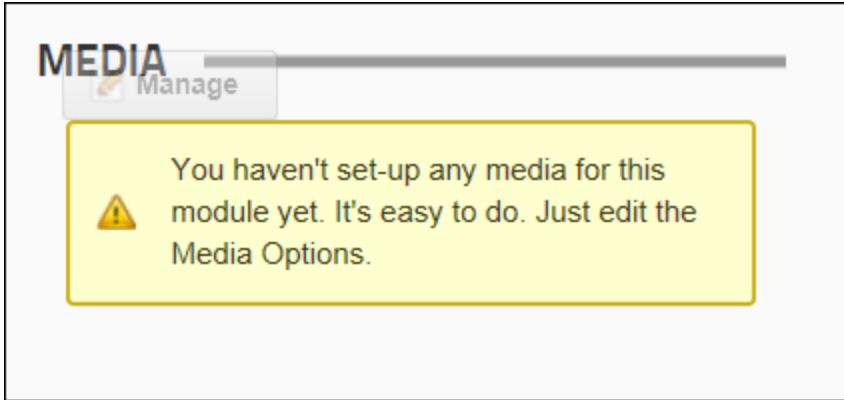 MEDIA
Manage
You haven't set-up any media for this
module yet. It's easy to do. Just edit the
Media Options.